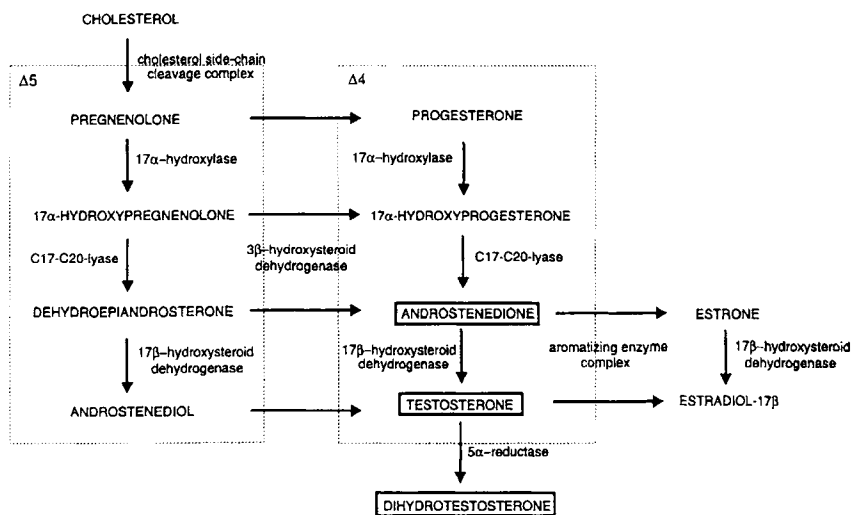 CHOLESTEROL
cholesterol side-chain
cleavage complex
Δ5
Δ4
PREGNENOLONE
PROGESTERONE
17α-hydroxylase
17α-hydroxylase
17α-HYDROXYPREGNENOLONE
17α-HYDROXYPROGESTERONE
C17-C20-lyase
3β-hydroxysteroid
dehydrogenase
C17-C20-lyase
DEHYDROEPIANDROSTERONE
ANDROSTENEDIONE
ESTRONE
17β-hydroxysteroid
dehydrogenase
17β-hydroxysteroid
dehydrogenase
aromatizing enzyme
complex
17β-hydroxysteroid
dehydrogenase
ANDROSTENEDIOL
TESTOSTERONE
ESTRADIOL-17β
5α-reductase
DIHYDROTESTOSTERONE